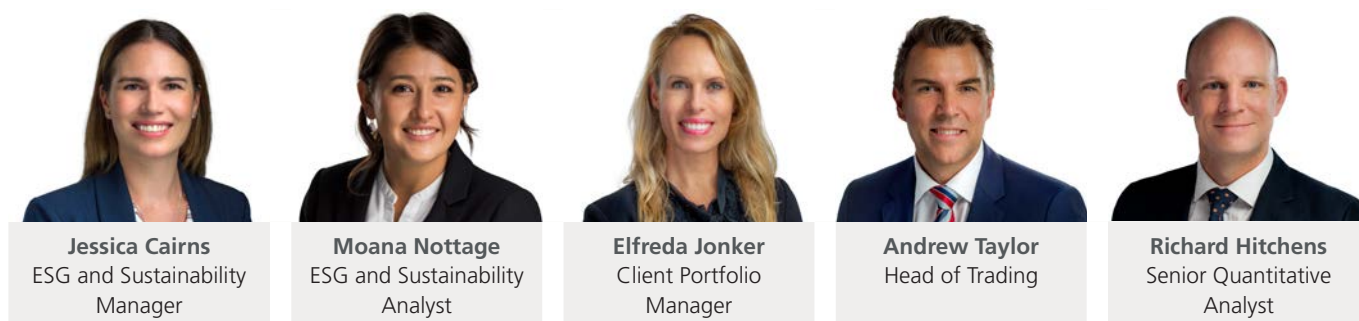 Jessica Cairns
ESG and Sustainability
Manager
Moana Nottage
ESG and Sustainability
Analyst
Elfreda Jonker
Client Portfolio
Manager
Andrew Taylor
Head of Trading
Richard Hitchens
Senior Quantitative
Analyst